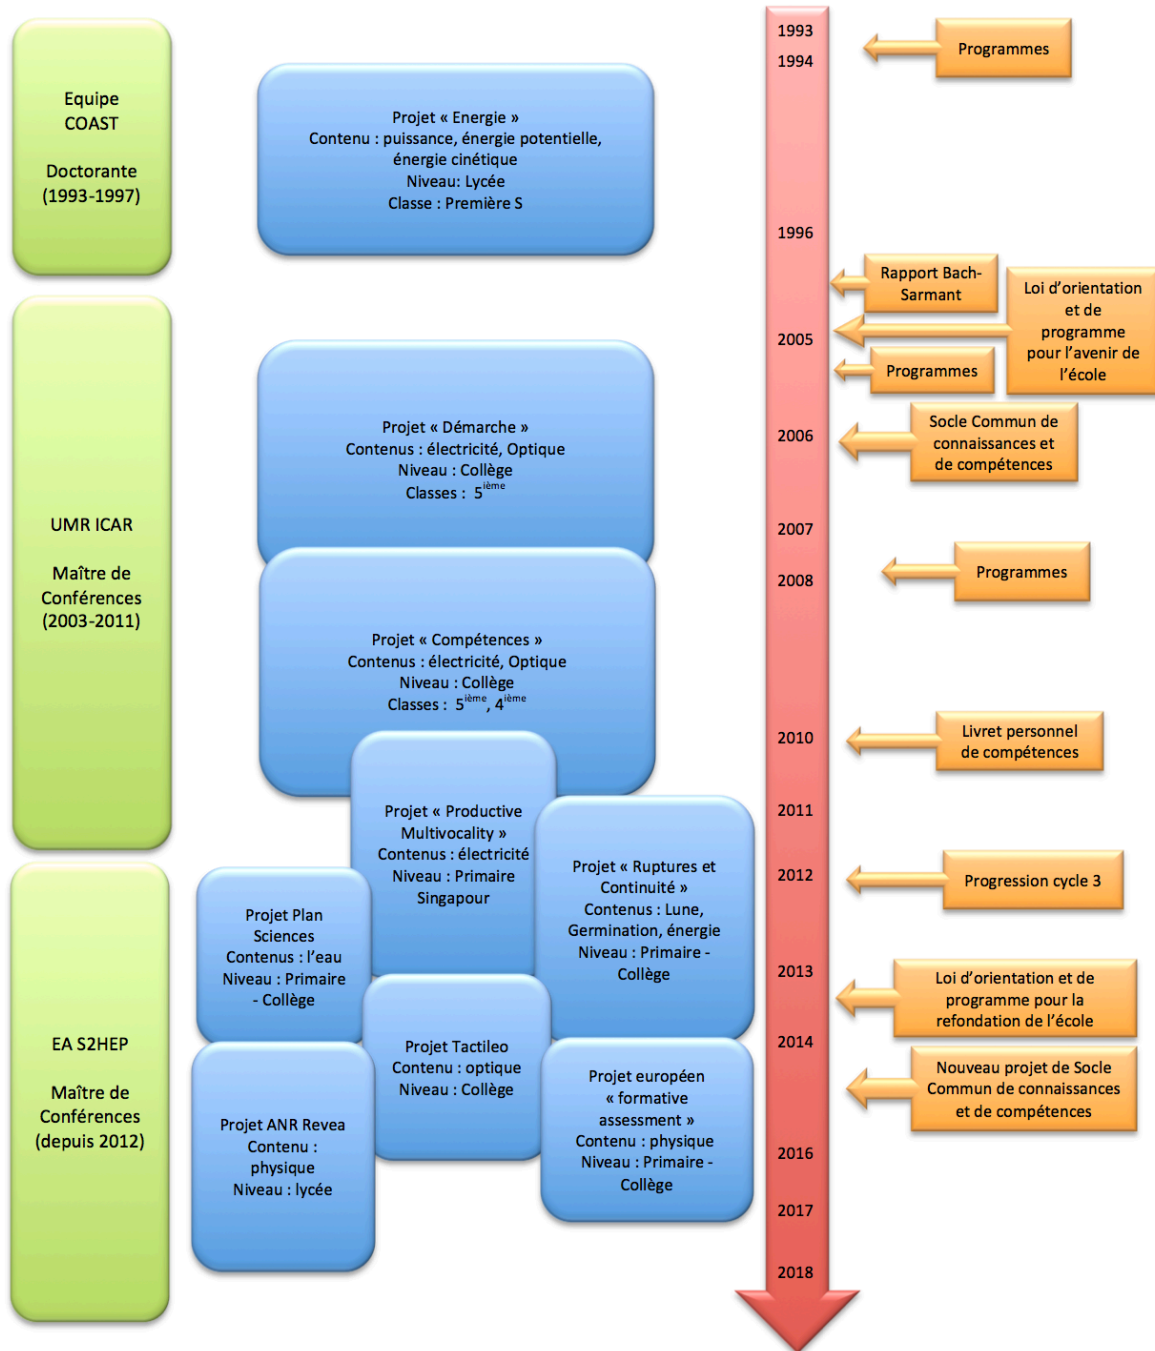 Equipe
COAST
Doctorante
(1993-1997)
UMR ICAR
Maître de
Conférences
(2003-2011)
EA S2HEP
Maître de
Conférences
(depuis 2012)
Projet « Energie »
Contenu : puissance, énergie potentielle,
énergie cinétique
Niveau: Lycée
Classe : Première S
Projet « Démarche »
Contenus : électricité, Optique
Niveau : Collège
Classes : 5ième
Projet « Compétences »
Contenus : électricité, Optique
Niveau : Collège
Classes : 5ième, 4ième
Projet « Productive
Multivocality »
Contenus : électricité
Niveau : Primaire
Singapour
Projet « Ruptures et
Continuité »
Contenus : Lune,
Germination, énergie
Niveau : Primaire -
Collège
Projet Plan
Sciences
Contenus : l’eau
Niveau : Primaire
- Collège
Projet Tactileo
Contenu : optique
Niveau : Collège
Projet européen
« formative
assessment »
Contenu : physique
Niveau : Primaire -
Collège
Projet ANR Revea
Contenu :
physique
Niveau : lycée
1993
1994
1996
2005
2006
2007
2008
2010
2011
2012
2013
2014
2016
2017
2018
Programmes
Rapport Bach-
Sarmant
Loi d’orientation
et de
programme
pour l’avenir de
l’école
Programmes
Socle Commun de
connaissances et
de compétences
Programmes
Livret personnel
de compétences
Progression cycle 3
Loi d’orientation et de
programme pour la
refondation de l’école
Nouveau projet de Socle
Commun de connaissances
et de compétences